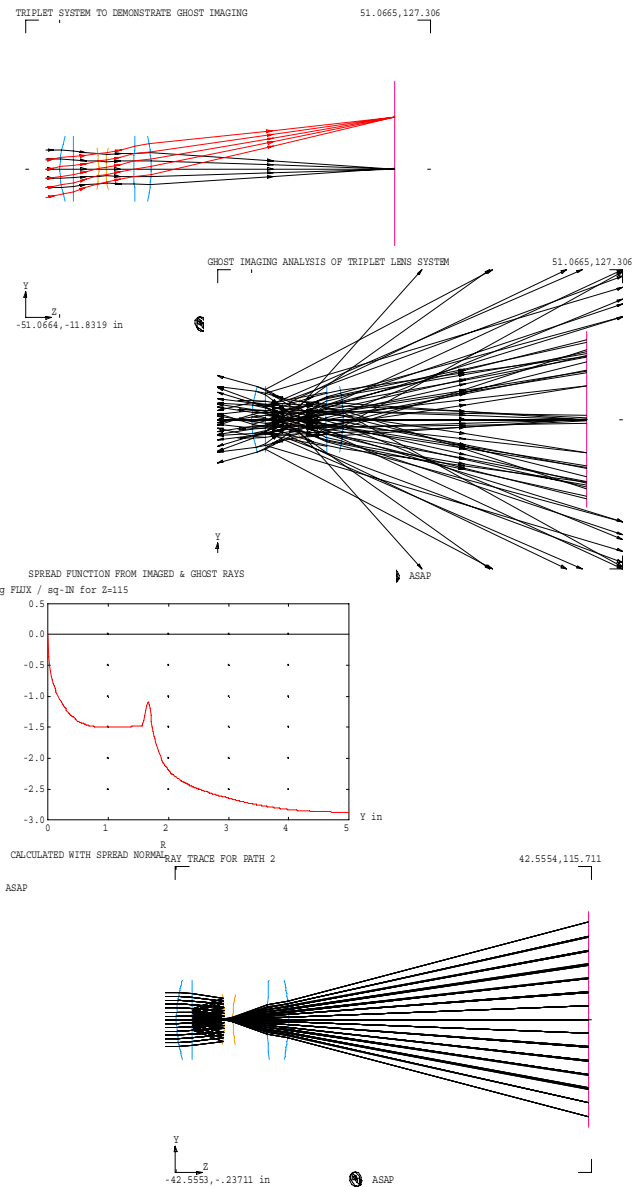 TRIPLET SYSTEM TO DEMONSTRATE GHOST IMAGING 51.0665,127.306
GHOST IMAGING ANALYSIS OF TRIPLET LENS SYSTEM 51.0665,127.306
Y
Z
-51.0664,-11.8319 in
Y
ASAP
SPREAD FUNCTION FROM IMAGED & GHOST RAYS
g FLUX / sq-IN for Z=115
0.5
0.0
-0.5
-1.0
-1.5
-2.0
-2.5
-3.0
0 1 2 3 4 5
Y in
R
CALCULATED WITH SPREAD NORMAL
RAY TRACE FOR PATH 2 42.5554,115.711
ASAP
Y
Z
-42.5553,-.23711 in
ASAP